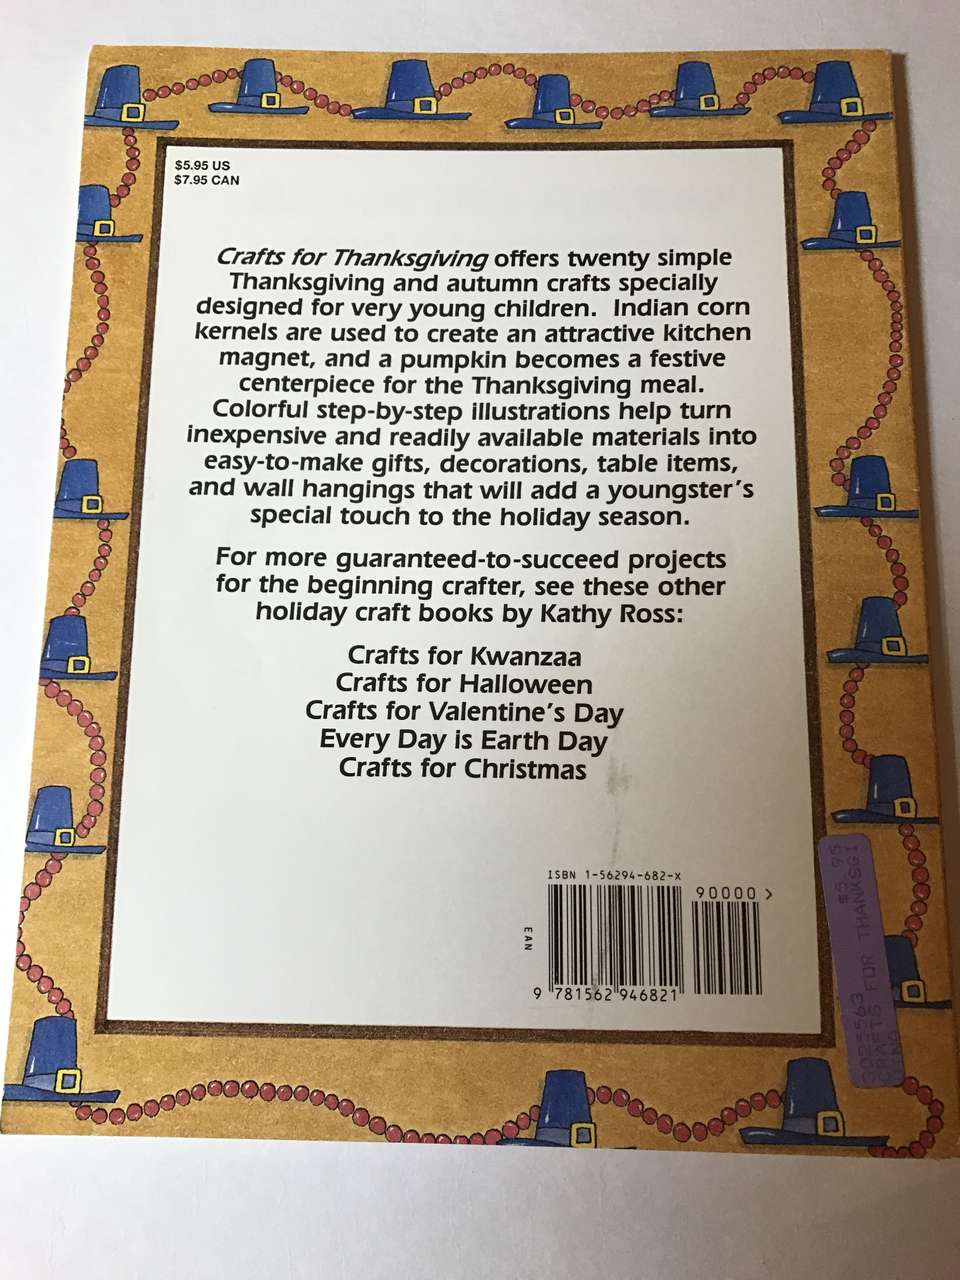 $5.95 US
$7.95 CAN
Crafts for Thanksgiving offers twenty simple
Thanksgiving and autumn crafts specially
designed for very young children. Indian corn
kernels are used to create an attractive kitchen
magnet, and a pumpkin becomes a festive
centerpiece for the Thanksgiving meal.
Colorful step-by-step illustrations help turn
inexpensive and readily available materials into
easy-to-make gifts, decorations, table items,
and wall hangings that will add a youngster's
special touch to the holiday season.
For more guaranteed-to-succeed projects
for the beginning crafter, see these other
holiday craft books by Kathy Ross:
Crafts for Kwanzaa
Crafts for Halloween
Crafts for Valentine's Day
Every Day is Earth Day
Crafts for Christmas
ISBN 1-56294-682-X
90000 >
EAN
9 781562 946821
$5.95
CRAFTS FOR THANKSGI